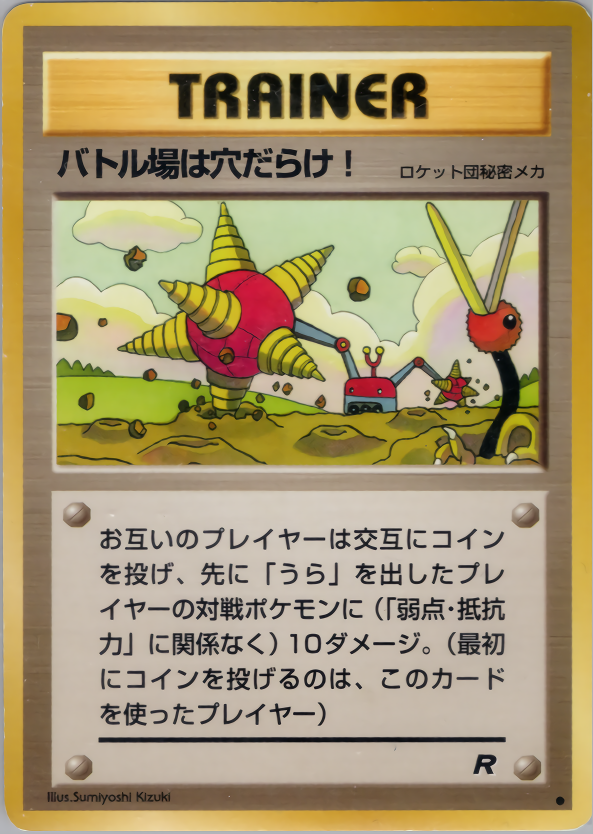 TRAINER
バトル場は穴だらけ！
ロケット団秘密メカ
お互いのプレイヤーは交互にコイン
を投げ、先に「うら」を出したプレ
イヤーの対戦ポケモンに（「弱点・抵抗
力」に関係なく）10ダメージ。（最初
にコインを投げるのは、このカード
を使ったプレイヤー）
R
Illus.Sumiyoshi Kizuki